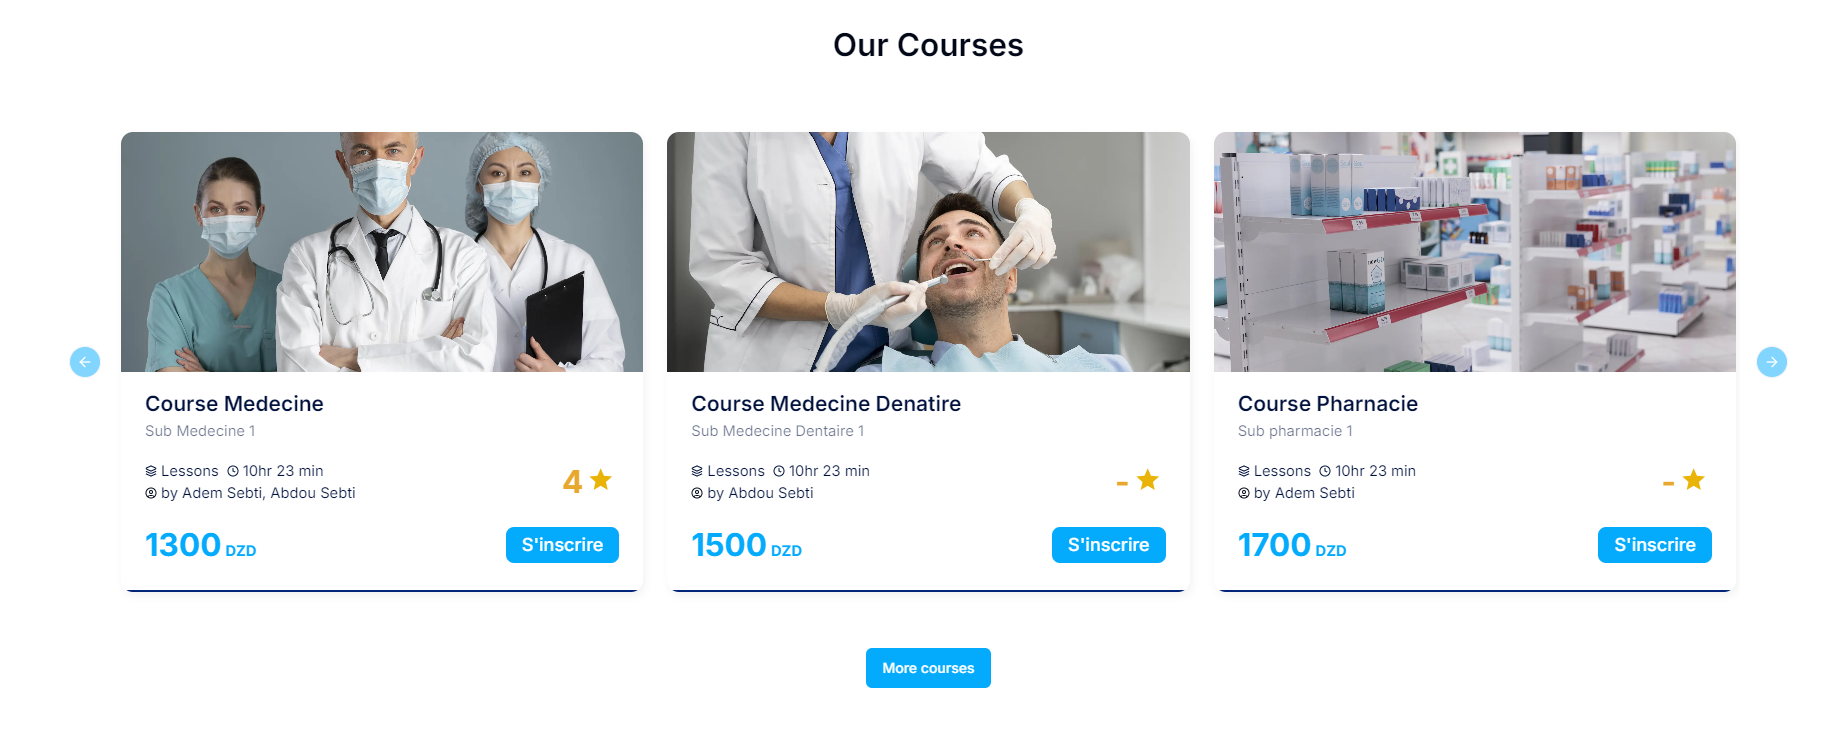 Our Courses
Course Medecine
Sub Medecine 1
Lessons 10hr 23 min
by Adem Sebti, Abdou Sebti
4
1300 DZD
S'inscrire
Course Medecine Denatire
Sub Medecine Dentaire 1
Lessons 10hr 23 min
by Abdou Sebti
-
1500 DZD
S'inscrire
Course Pharnacie
Sub pharmacie 1
Lessons 10hr 23 min
by Adem Sebti
-
1700 DZD
S'inscrire
More courses